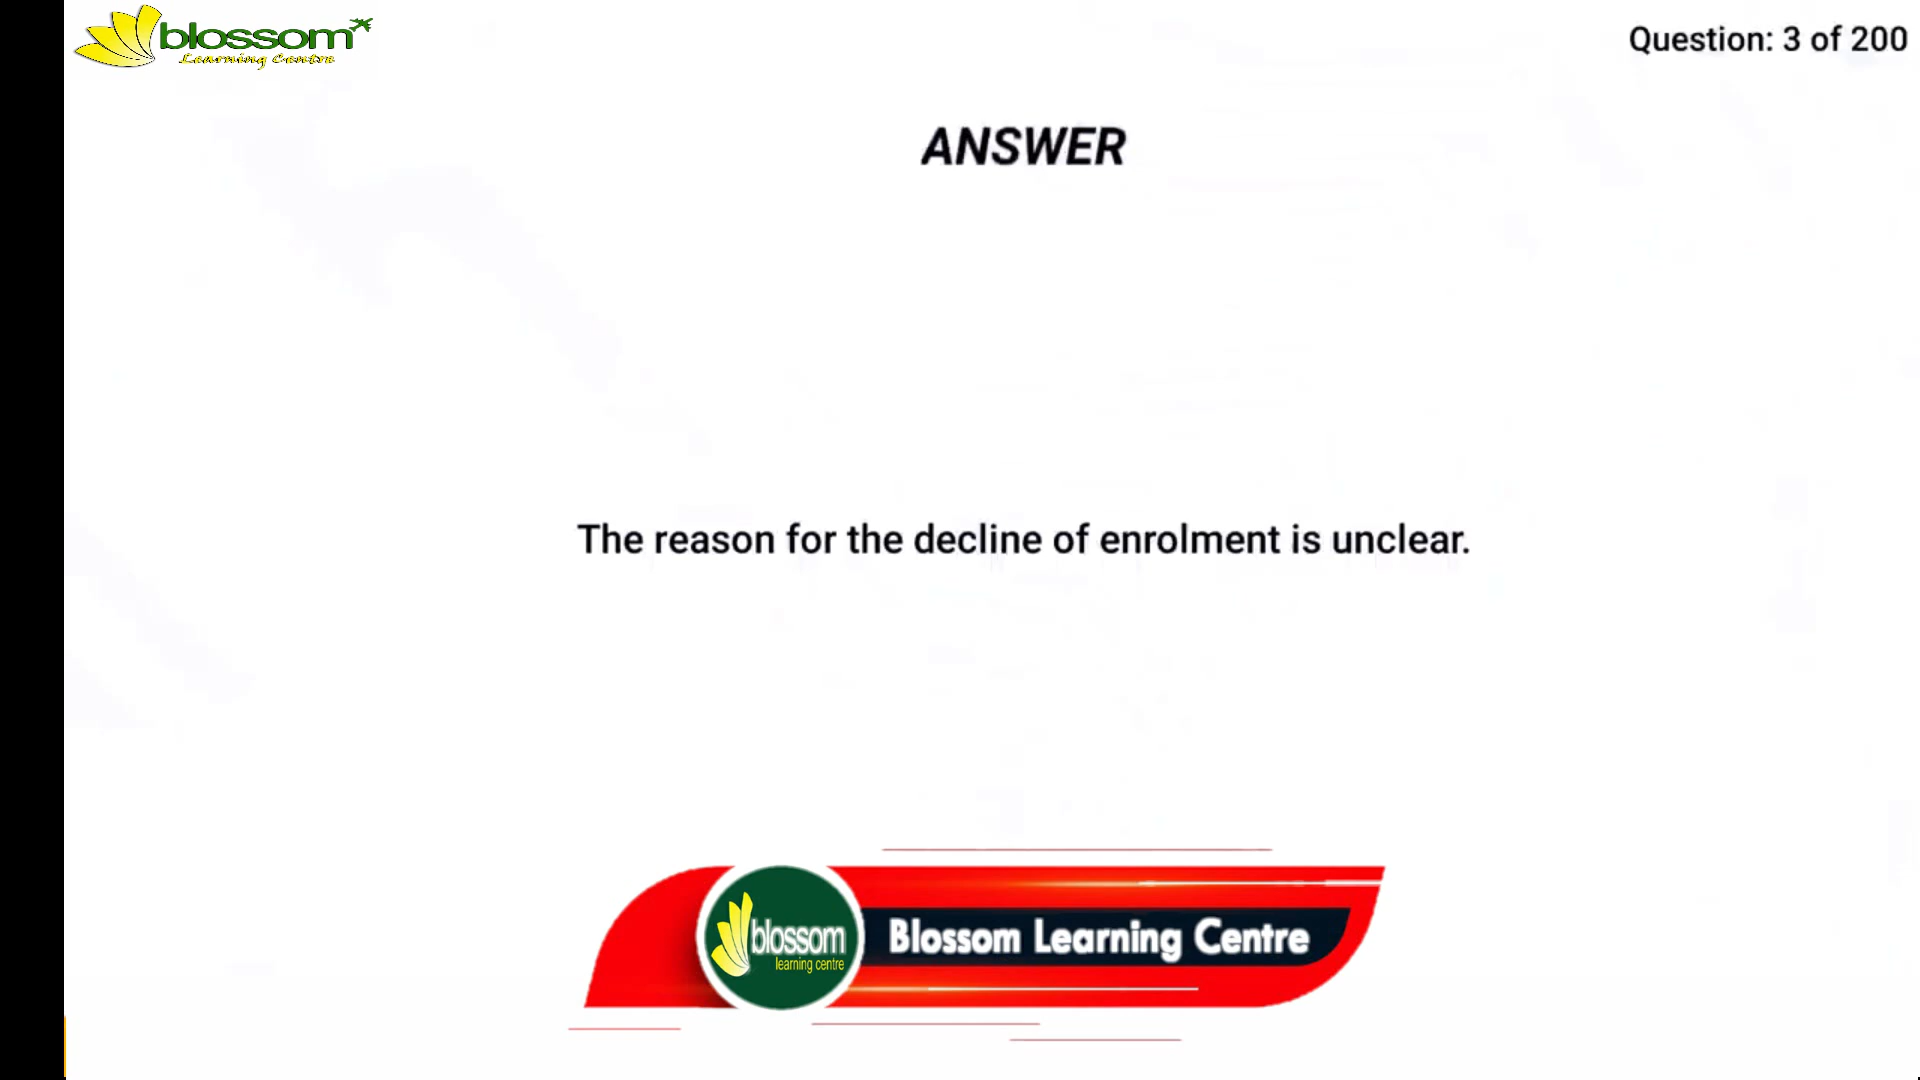 blossom
Learning Centre
Question: 3 of 200
ANSWER
The reason for the decline of enrolment is unclear.
blossom
learning centre
Blossom Learning Centre